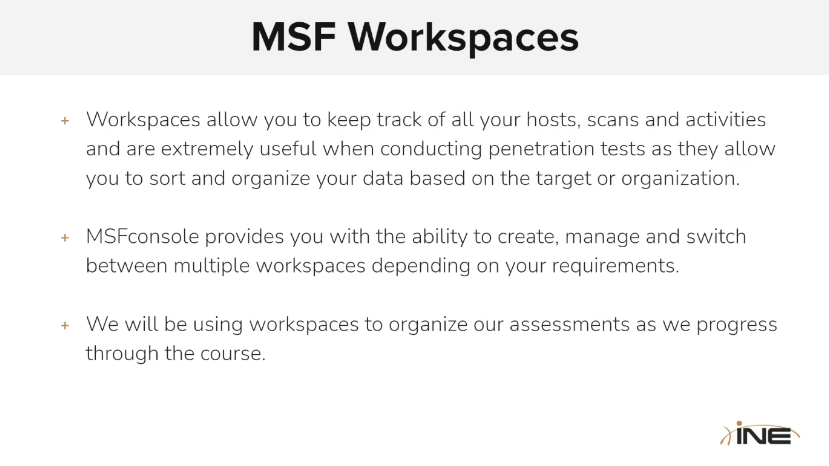 MSF Workspaces
+ Workspaces allow you to keep track of all your hosts, scans and activities
and are extremely useful when conducting penetration tests as they allow
you to sort and organize your data based on the target or organization.
+ MSFconsole provides you with the ability to create, manage and switch
between multiple workspaces depending on your requirements.
+ We will be using workspaces to organize our assessments as we progress
through the course.
iNE